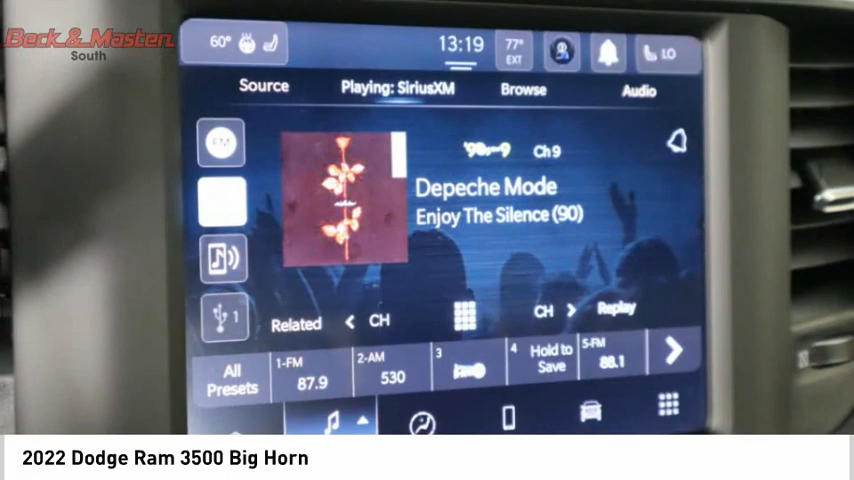 Beck & Masten
South
60°
13:19
77°
EXT
LO
Source
Playing: SiriusXM
Browse
Audio
FM
Ch 9
Depeche Mode
Enjoy The Silence (90)
1
Related
CH
CH
Replay
All Presets
1-FM
87.9
2-AM
530
3
4
Hold to Save
5-FM
88.1
2022 Dodge Ram 3500 Big Horn